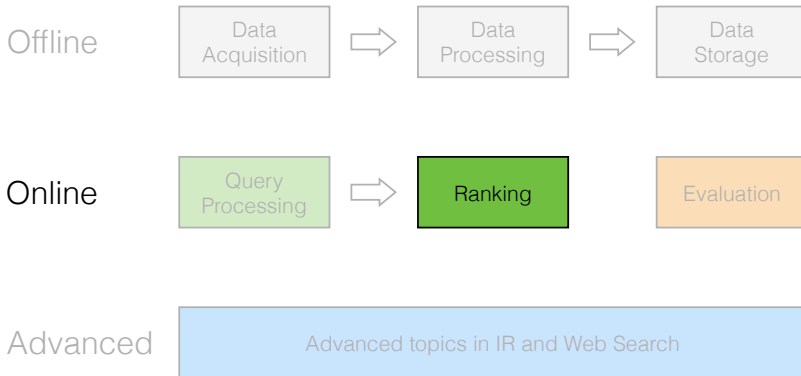 Offline
Data
Acquisition
Data
Processing
Data
Storage
Online
Query
Processing
Ranking
Evaluation
Advanced
Advanced topics in IR and Web Search